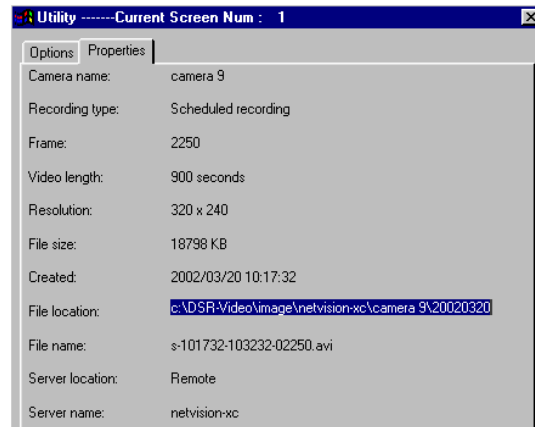 Utility -------Current Screen Num :   1
Options Properties
Camera name: camera 9
Recording type: Scheduled recording
Frame: 2250
Video length: 900 seconds
Resolution: 320 x 240
File size: 18798 KB
Created: 2002/03/20 10:17:32
File location: c:\DSR-Video\image\netvision-xc\camera 9\20020320
File name: s-101732-103232-02250.avi
Server location: Remote
Server name: netvision-xc